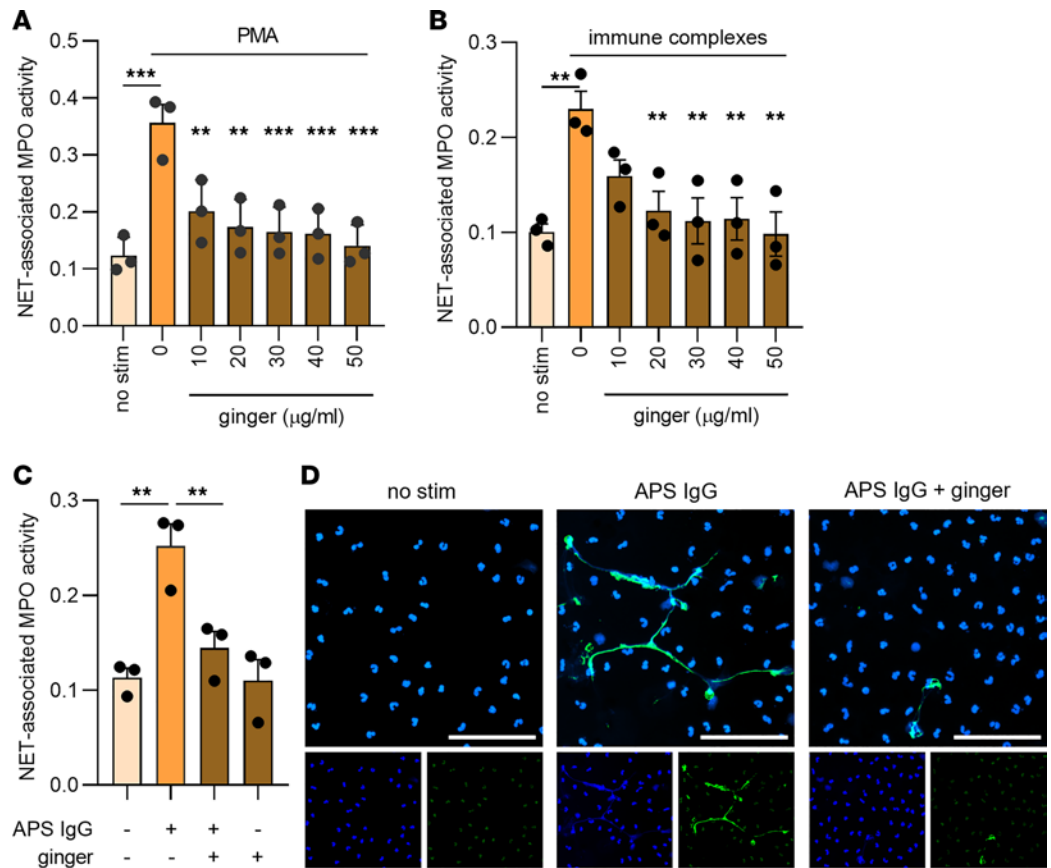 A
PMA
NET-associated MPO activity
0.5
0.4
0.3
0.2
0.1
0.0
***
** ** *** *** ***
no stim 0 10 20 30 40 50
ginger (μg/ml)
B
immune complexes
NET-associated MPO activity
0.3
0.2
0.1
0.0
**
** ** ** **
no stim 0 10 20 30 40 50
ginger (μg/ml)
C
NET-associated MPO activity
0.3
0.2
0.1
0.0
** **
APS IgG - + + -
ginger - - + +
D
no stim APS IgG APS IgG + ginger